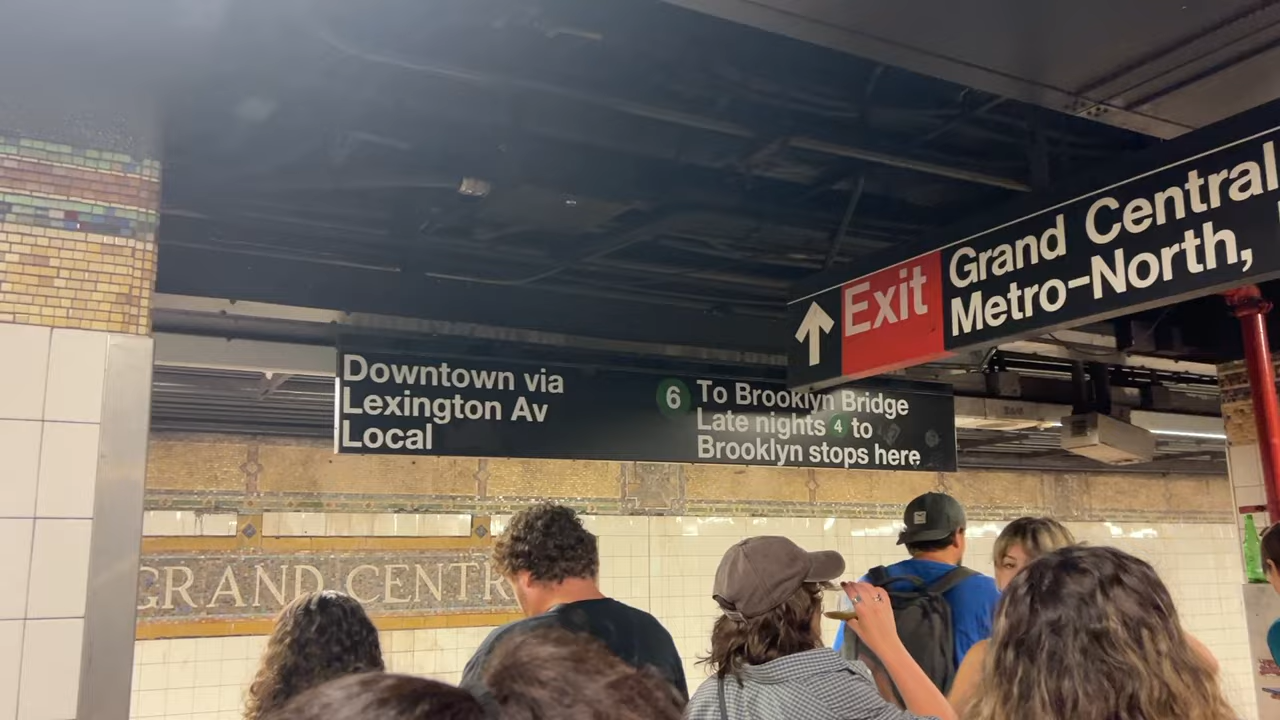 Exit
Grand Central
Metro-North,
Downtown via
Lexington Av
Local
6 To Brooklyn Bridge
Late nights 4 to
Brooklyn stops here
GRAND CENTR